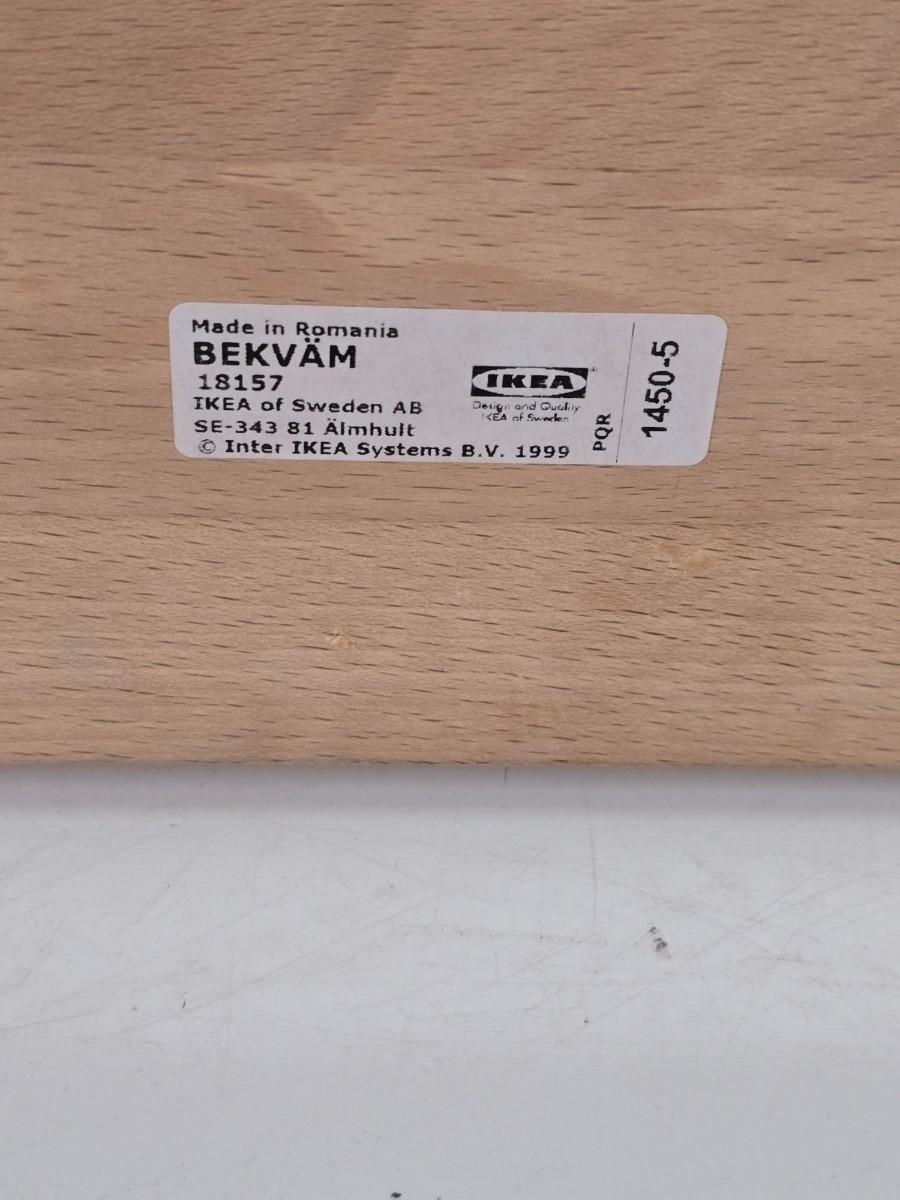 Made in Romania
BEKVÄM
18157
IKEA of Sweden AB
SE-343 81 Älmhult
© Inter IKEA Systems B.V. 1999
IKEA
Design and Quality
IKEA of Sweden
PQR
1450-5